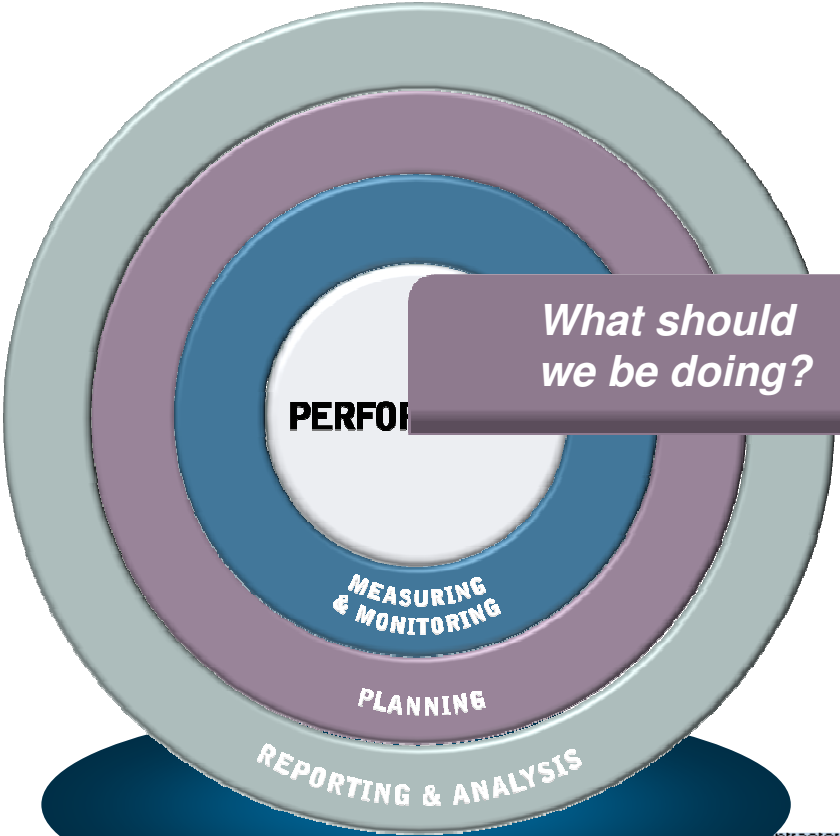 What should
we be doing?
PERFOR
MEASURING
& MONITORING
PLANNING
REPORTING & ANALYSIS